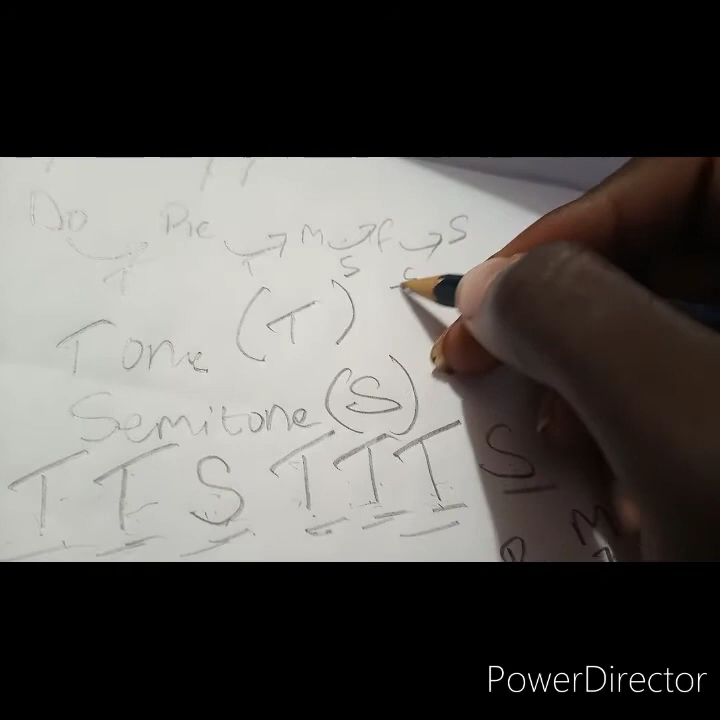 Do Re M F S
T T S S
Tone (T)
Semitone (S)
T T S T T T S
M
PowerDirector